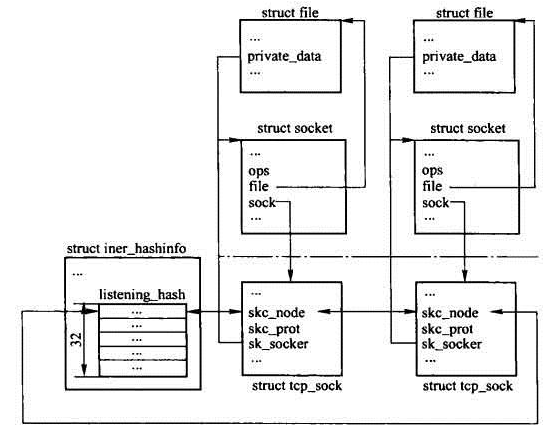 struct file
...
private_data
...
struct file
...
private_data
...
struct socket
...
ops
file
sock
...
struct socket
...
ops
file
sock
...
struct iner_hashinfo
...
listening_hash
...
...
...
...
...
32
...
skc_node
skc_prot
sk_socker
...
struct tcp_sock
...
skc_node
skc_prot
sk_socker
...
struct tcp_sock